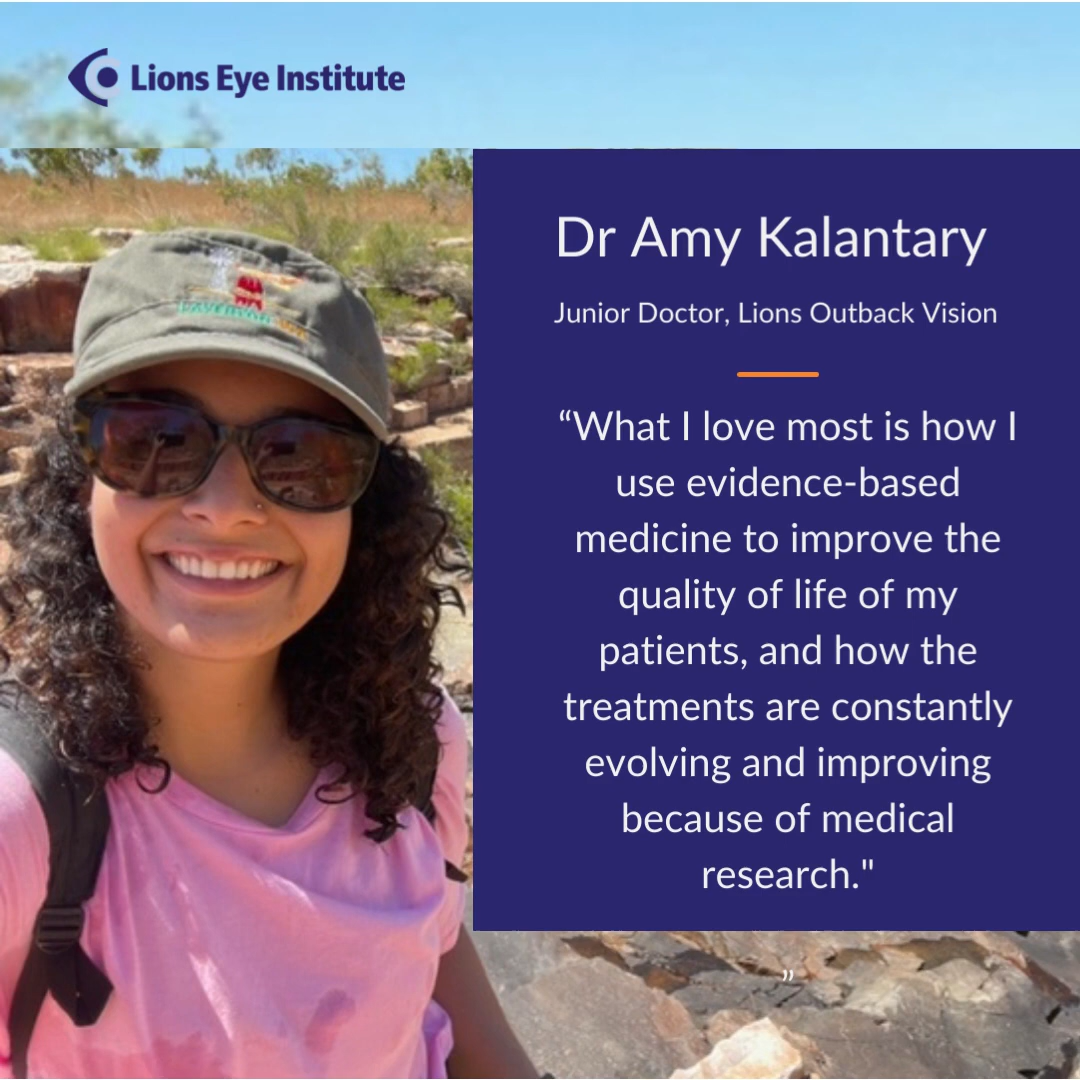 Lions Eye Institute
Dr Amy Kalantary
Junior Doctor, Lions Outback Vision
“What I love most is how I
use evidence-based
medicine to improve the
quality of life of my
patients, and how the
treatments are constantly
evolving and improving
because of medical
research."
”